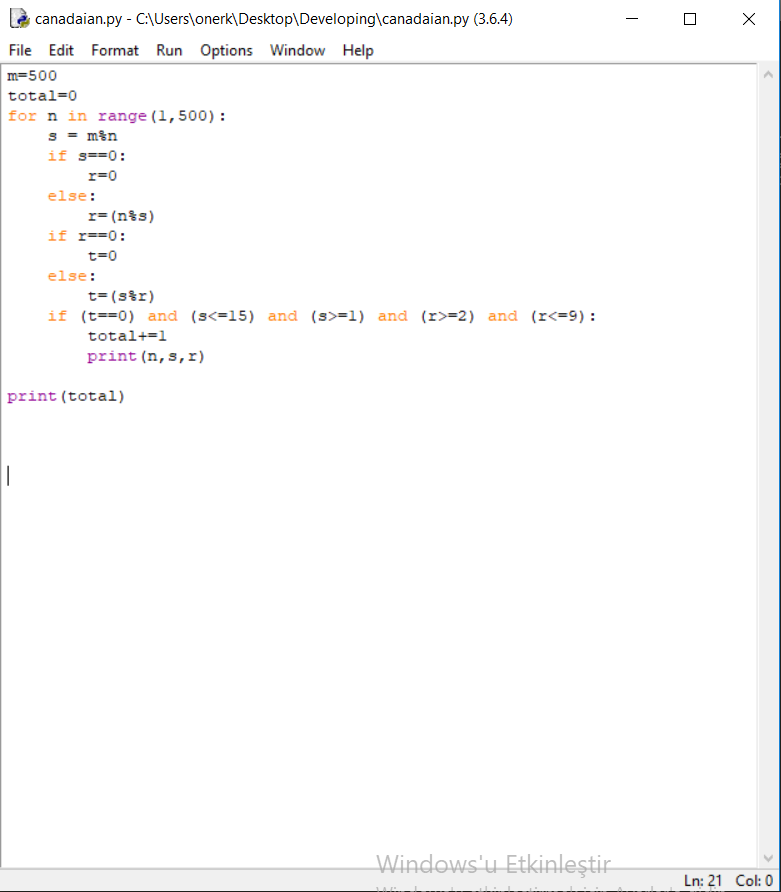 canadaian.py - C:\Users\onerk\Desktop\Developing\canadaian.py (3.6.4)
File Edit Format Run Options Window Help
m=500
total=0
for n in range(1,500):
    s = m%n
    if s==0:
        r=0
    else:
        r=(n%s)
    if r==0:
        t=0
    else:
        t=(s%r)
    if (t==0) and (s<=15) and (s>=1) and (r>=2) and (r<=9):
        total+=1
        print(n,s,r)

print(total)
Windows'u Etkinleştir
Ln: 21 Col: 0